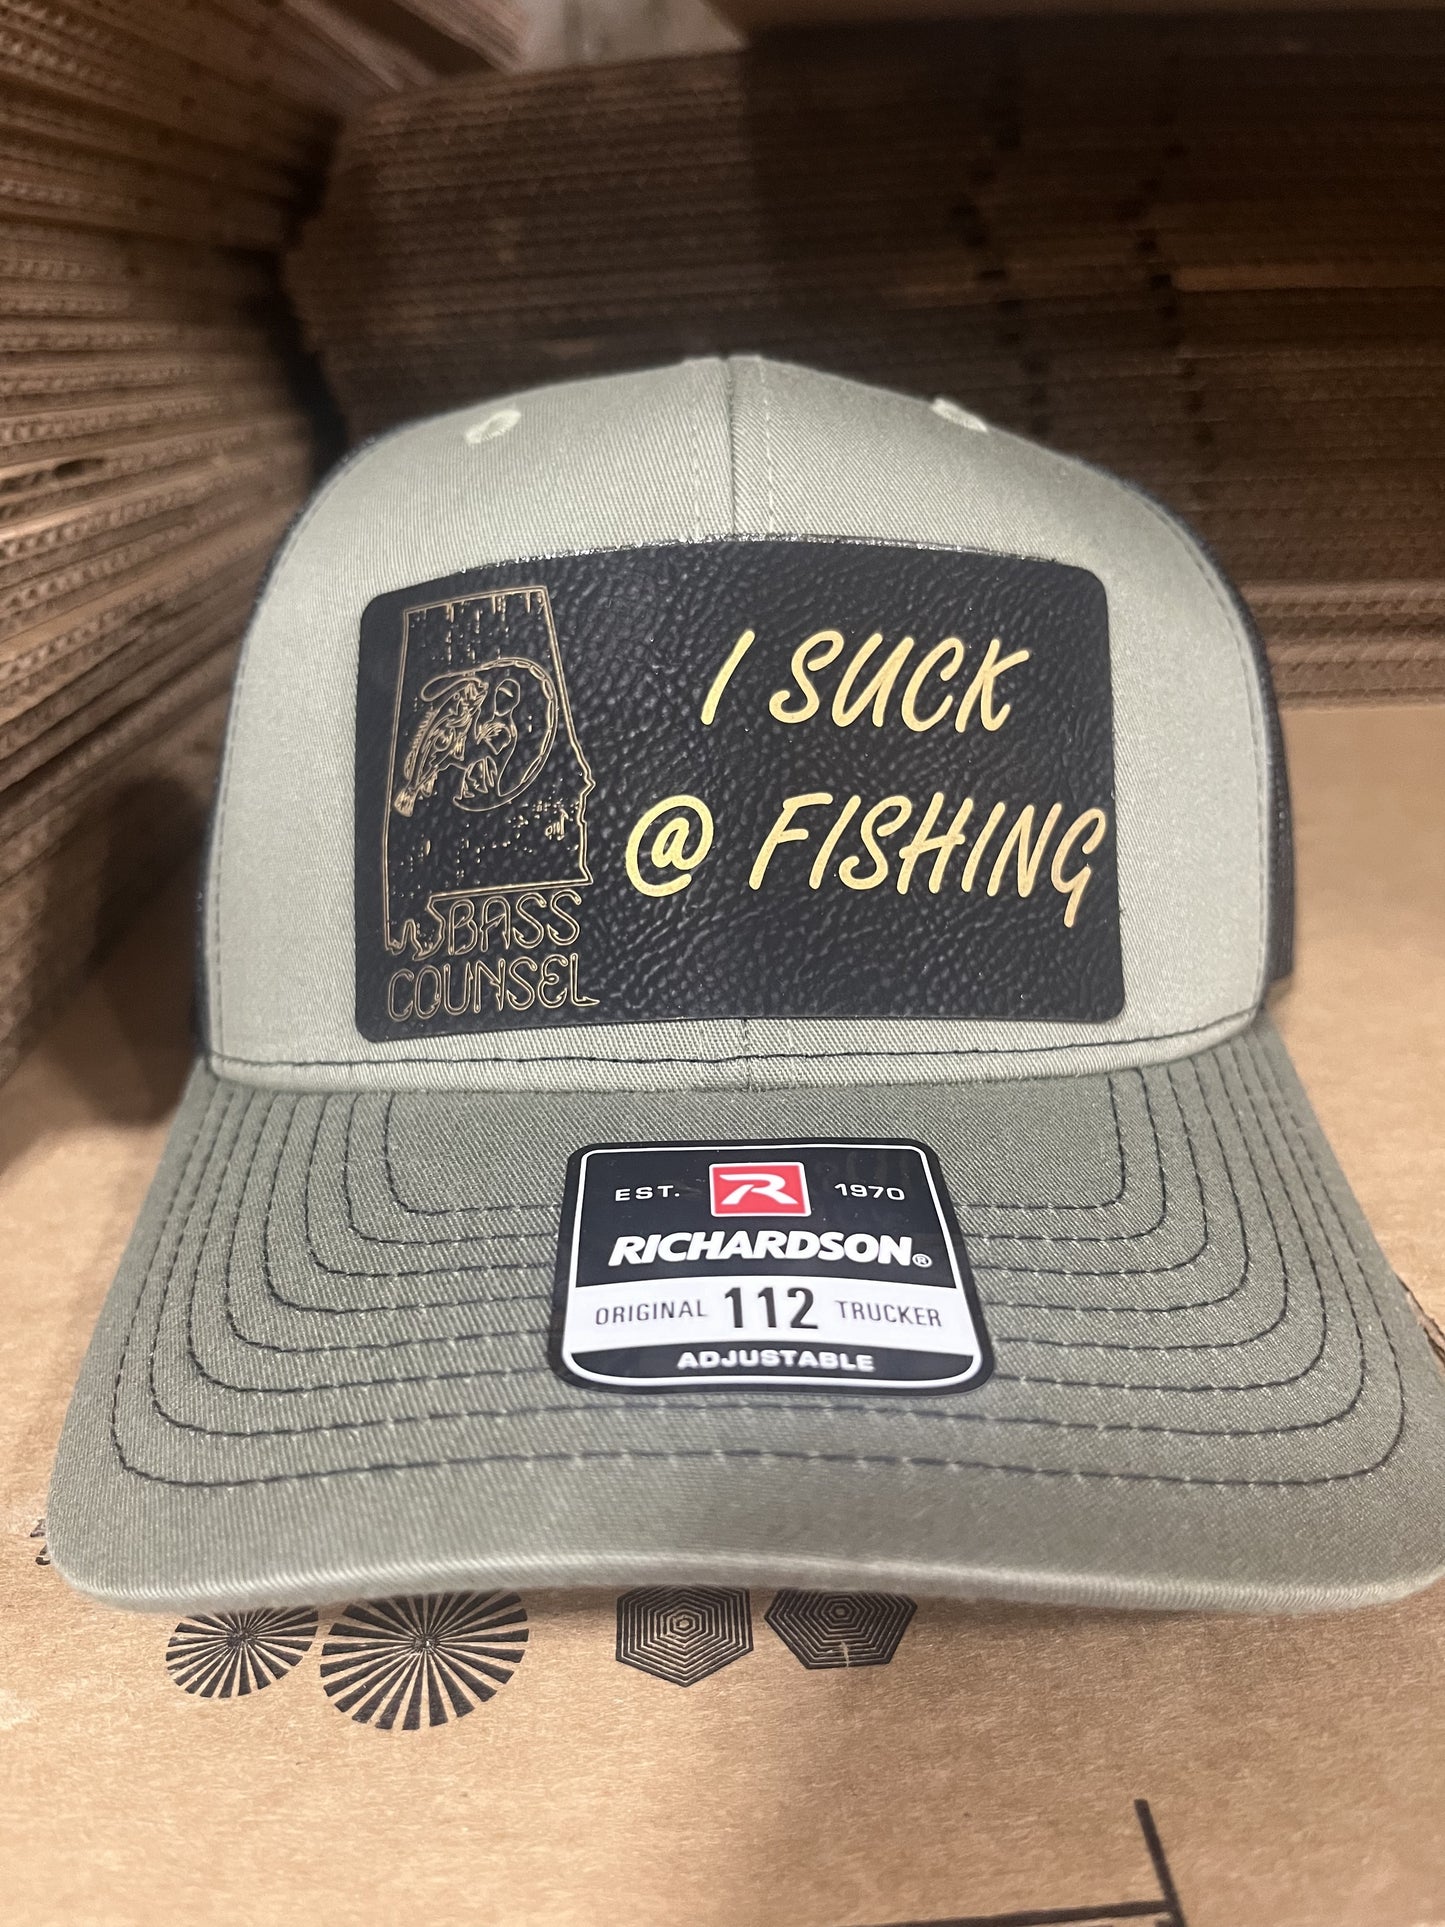 I SUCK
@ FISHING
BASS
COUNSEL
EST. R 1970
RICHARDSON®
ORIGINAL 112 TRUCKER
ADJUSTABLE